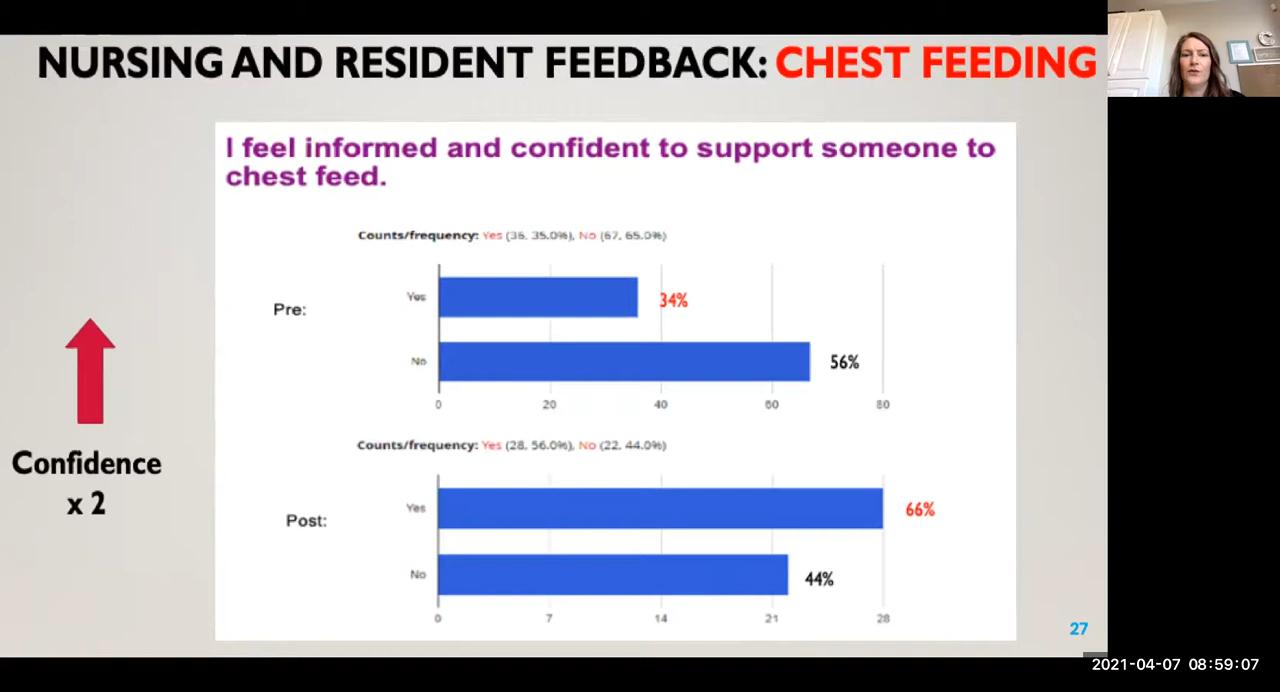 NURSING AND RESIDENT FEEDBACK: CHEST FEEDING
I feel informed and confident to support someone to
chest feed.
Counts/frequency: Yes (36, 35.0%), No (67, 65.0%)
Pre:
Yes
34%
No
56%
0 20 40 60 80
Confidence
x 2
Counts/frequency: Yes (28, 56.0%), No (22, 44.0%)
Post:
Yes
66%
No
44%
0 7 14 21 28
27
2021-04-07 08:59:07